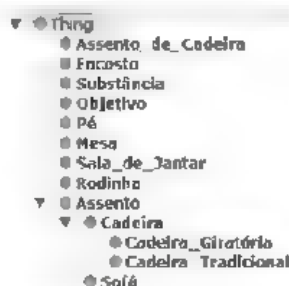 Thing
Assento_de_Cadeira
Encosto
Substância
Objetivo
Pé
Mesa
Sala_de_Jantar
Rodinha
Assento
Cadeira
Cadeira_Giratória
Cadeira_Tradicional
Sofá